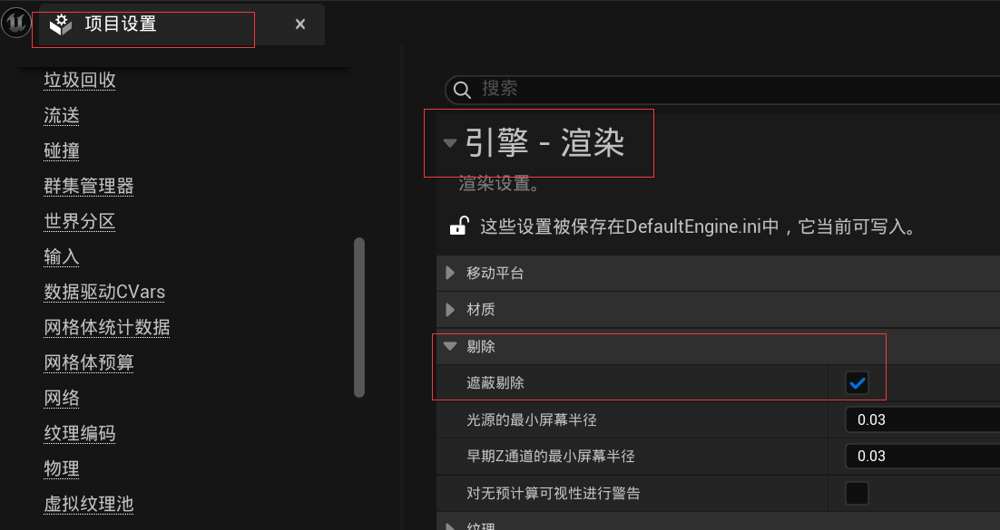 项目设置
垃圾回收
流送
碰撞
群集管理器
世界分区
输入
数据驱动CVars
网格体统计数据
网格体预算
网络
纹理编码
物理
虚拟纹理池
搜索
引擎 - 渲染
渲染设置。
这些设置被保存在DefaultEngine.ini中，它当前可写入。
移动平台
材质
剔除
遮蔽剔除
光源的最小屏幕半径 0.03
早期Z通道的最小屏幕半径 0.03
对无预计算可视性进行警告
纹理